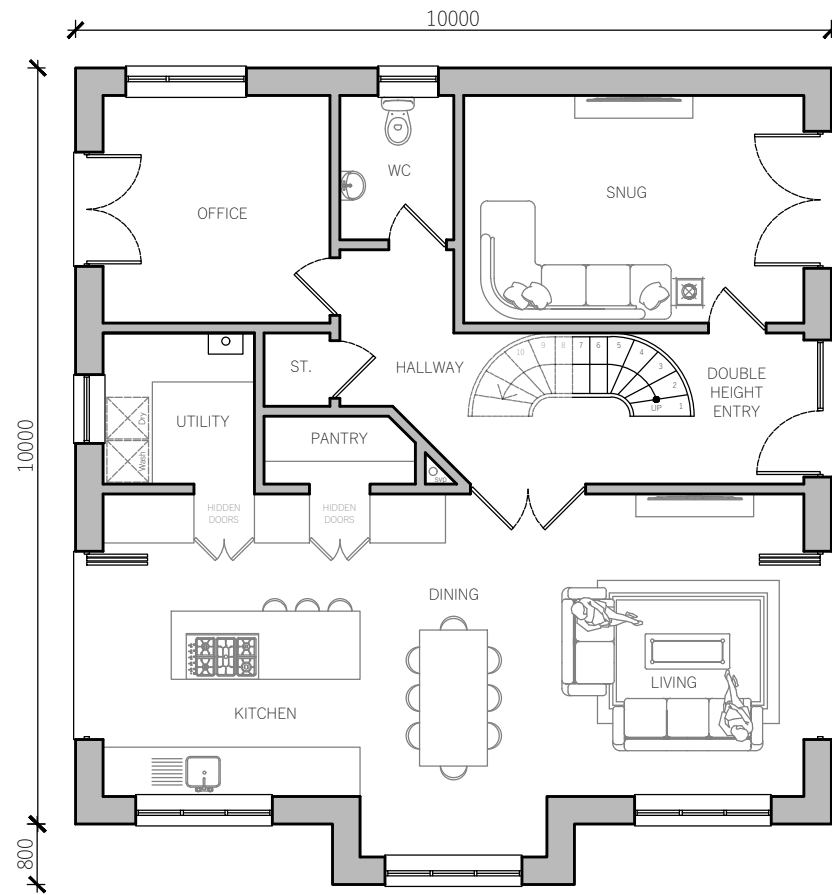 10000
WC
SNUG
OFFICE
ST.
HALLWAY
10
9
8
7
6
5
4
3
2
1
UP
DOUBLE
HEIGHT
ENTRY
10000
UTILITY
Dry
Wash
PANTRY
svp
HIDDEN
DOORS
HIDDEN
DOORS
DINING
LIVING
KITCHEN
800